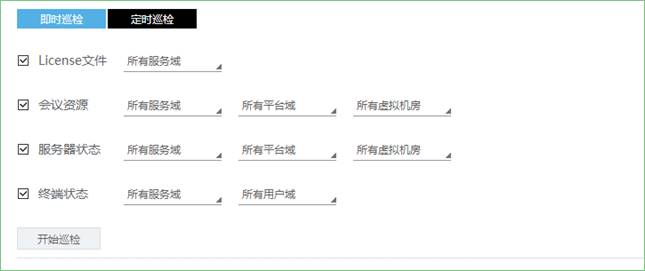 即时巡检 定时巡检
License文件 所有服务域
会议资源 所有服务域 所有平台域 所有虚拟机房
服务器状态 所有服务域 所有平台域 所有虚拟机房
终端状态 所有服务域 所有用户域
开始巡检